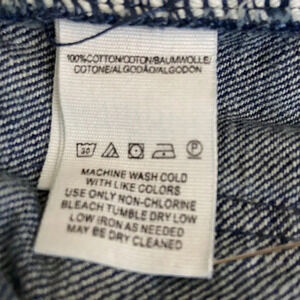 100%COTTON/COTON/BAUMWOLLE/
COTONE/ALGODÃO/ALGODON
30 P
MACHINE WASH COLD
WITH LIKE COLORS
USE ONLY NON-CHLORINE
BLEACH TUMBLE DRY LOW
LOW IRON AS NEEDED
MAY BE DRY CLEANED